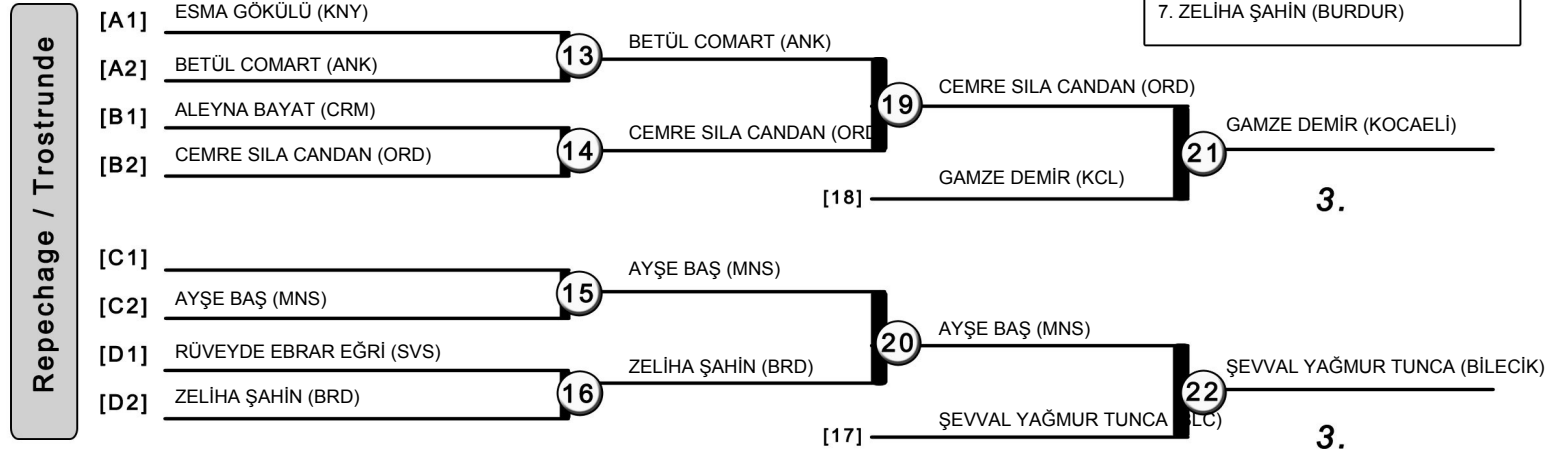 7. ZELİHA ŞAHİN (BURDUR)
Repechage / Trostrunde
[A1] ESMA GÖKÜLÜ (KNY)
[A2] BETÜL COMART (ANK)
13
BETÜL COMART (ANK)
[B1] ALEYNA BAYAT (CRM)
[B2] CEMRE SILA CANDAN (ORD)
14
CEMRE SILA CANDAN (ORD
19
CEMRE SILA CANDAN (ORD)
[18] GAMZE DEMİR (KCL)
21
GAMZE DEMİR (KOCAELİ)
3.
[C1]
[C2] AYŞE BAŞ (MNS)
15
AYŞE BAŞ (MNS)
[D1] RÜVEYDE EBRAR EĞRİ (SVS)
[D2] ZELİHA ŞAHİN (BRD)
16
ZELİHA ŞAHİN (BRD)
20
AYŞE BAŞ (MNS)
[17] ŞEVVAL YAĞMUR TUNCA LC)
22
ŞEVVAL YAĞMUR TUNCA (BİLECİK)
3.